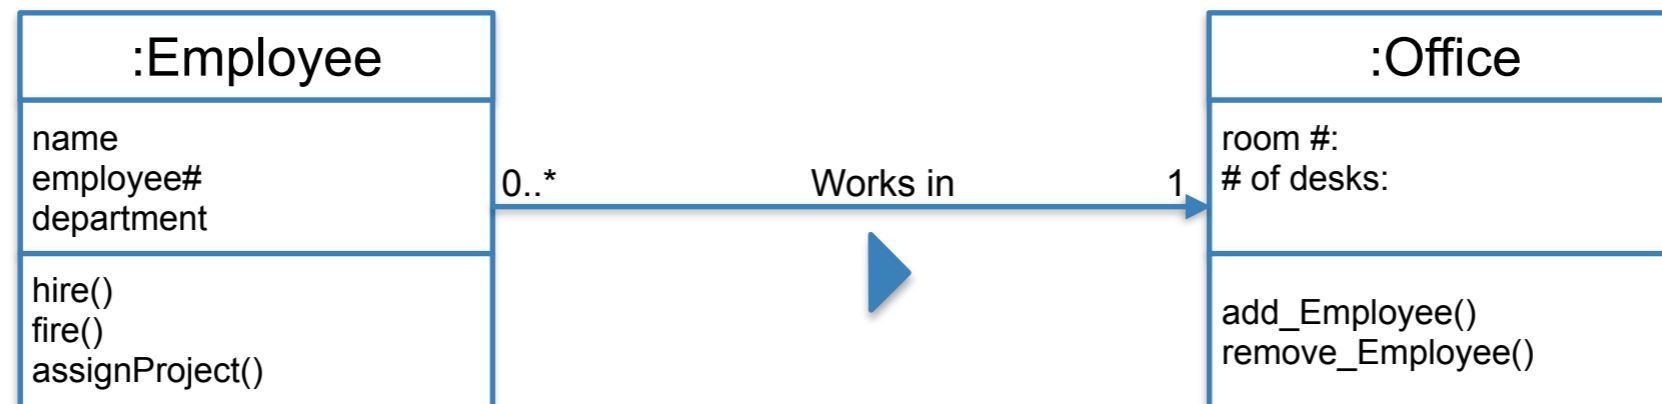 :Employee
name
employee#
department
hire()
fire()
assignProject()
0..*
Works in
1
:Office
room #:
# of desks:
add_Employee()
remove_Employee()